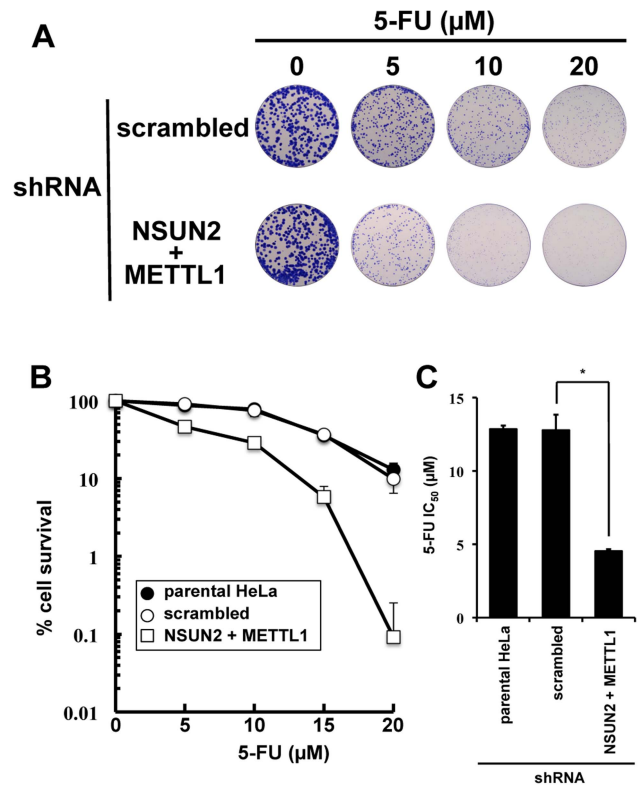 A
5-FU (µM)
0 5 10 20
shRNA
scrambled
NSUN2
+
METTL1
B
% cell survival
100
10
1
0.1
0.01
parental HeLa
scrambled
NSUN2 + METTL1
0 5 10 15 20
5-FU (µM)
C
*
5-FU IC50 (µM)
15
10
5
0
parental HeLa
scrambled
NSUN2 + METTL1
shRNA